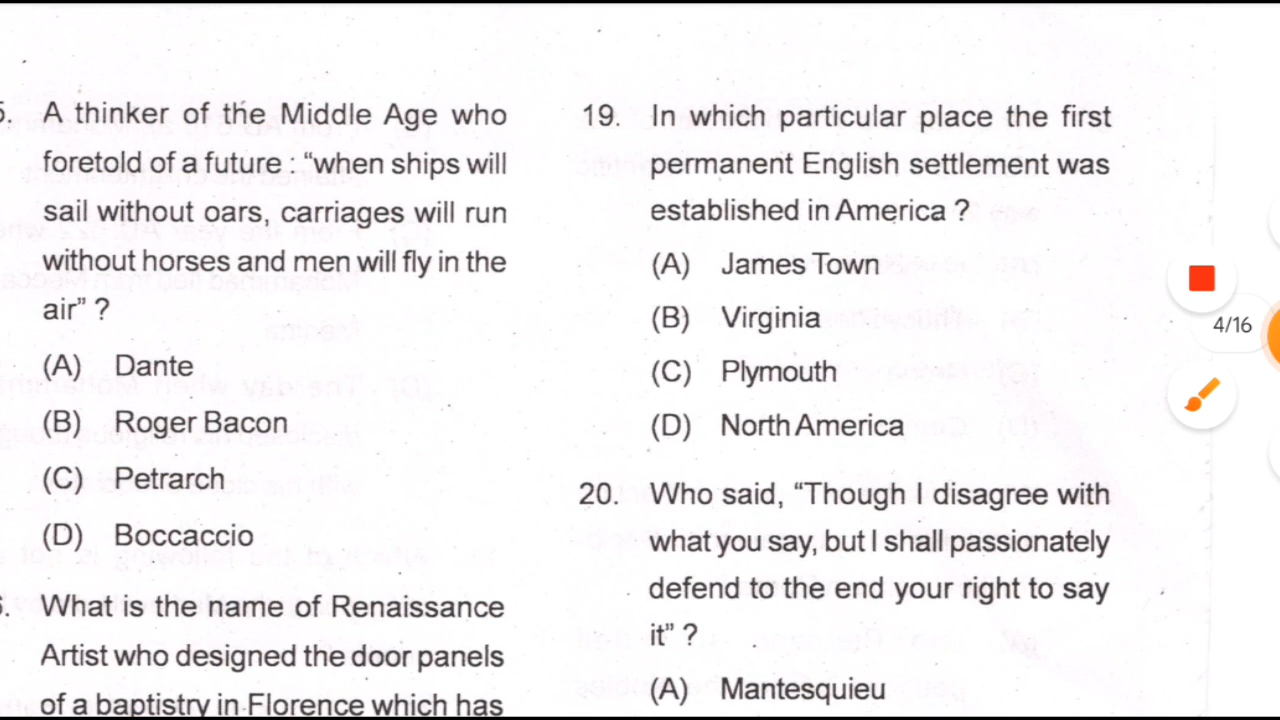 5. A thinker of the Middle Age who
foretold of a future : “when ships will
sail without oars, carriages will run
without horses and men will fly in the
air” ?
(A) Dante
(B) Roger Bacon
(C) Petrarch
(D) Boccaccio
6. What is the name of Renaissance
Artist who designed the door panels
of a baptistry in Florence which has
19. In which particular place the first
permanent English settlement was
established in America ?
(A) James Town
(B) Virginia
(C) Plymouth
(D) North America
20. Who said, “Though I disagree with
what you say, but I shall passionately
defend to the end your right to say
it” ?
(A) Mantesquieu
4/16